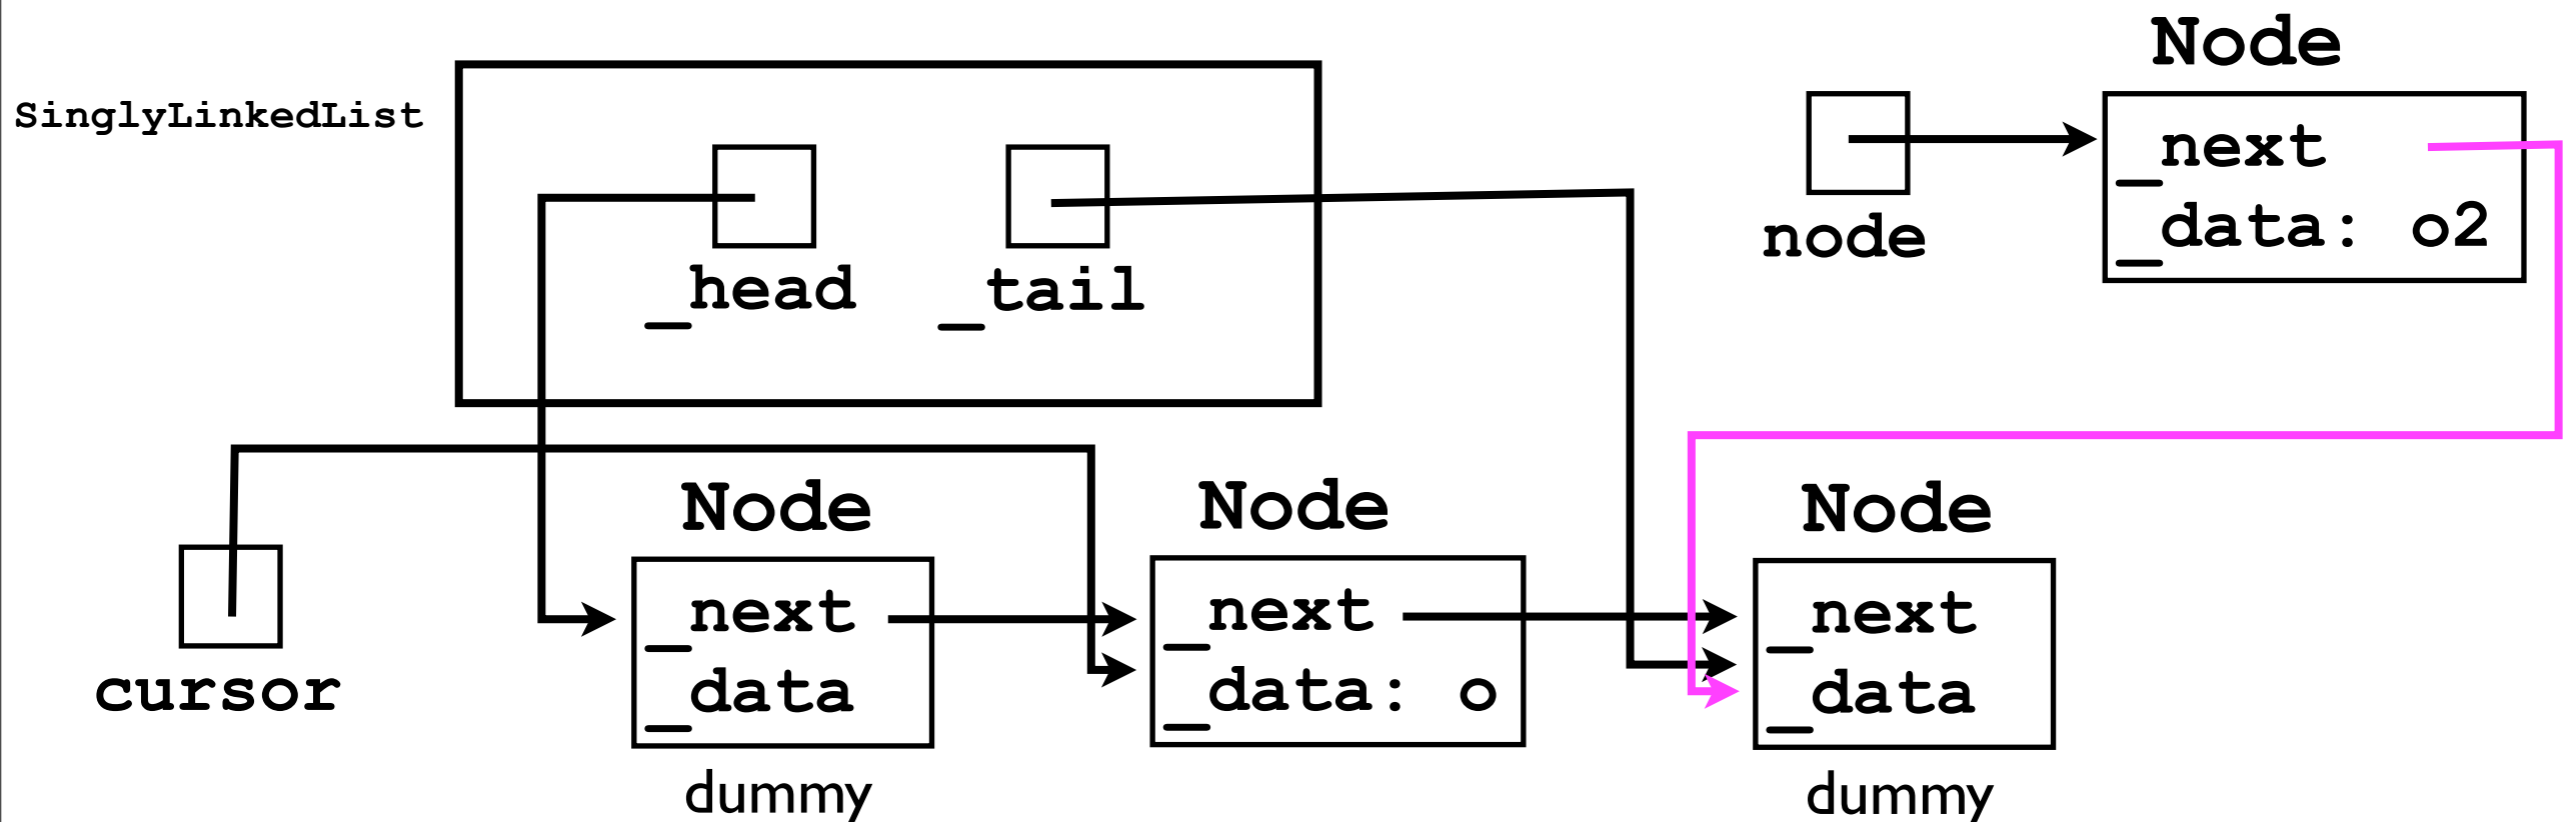 SinglyLinkedList
_head
_tail
node
Node
_next
_data: o2
cursor
Node
_next
_data
dummy
Node
_next
_data: o
Node
_next
_data
dummy